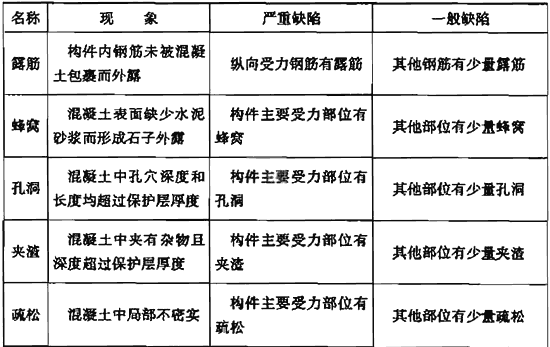 名称 现象 严重缺陷 一般缺陷
露筋 构件内钢筋未被混凝土包裹而外露 纵向受力钢筋有露筋 其他钢筋有少量露筋
蜂窝 混凝土表面缺少水泥砂浆而形成石子外露 构件主要受力部位有蜂窝 其他部位有少量蜂窝
孔洞 混凝土中孔穴深度和长度均超过保护层厚度 构件主要受力部位有孔洞 其他部位有少量孔洞
夹渣 混凝土中夹有杂物且深度超过保护层厚度 构件主要受力部位有夹渣 其他部位有少量夹渣
疏松 混凝土中局部不密实 构件主要受力部位有疏松 其他部位有少量疏松